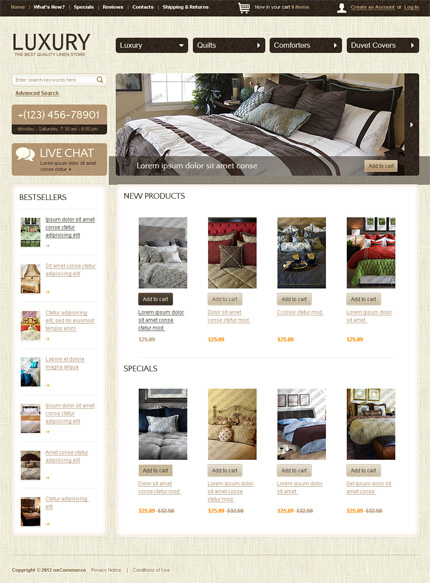 Home What's New? Specials Reviews Contacts Shipping & Returns
Now in your cart 0 items
Create an Account or Log In
LUXURY
THE BEST QUALITY LINEN STORE
Luxury
Quilts
Comforters
Duvet Covers
Enter search keywords here
Advanced Search
+(123) 456-78901
Monday - Saturday: 7:30 am - 6:00 pm
LIVE CHAT
Lorem ipsum dolor sit amet
conse ctetur
Lorem ipsum dolor sit amet conse
Add to cart
BESTSELLERS
Ipsum dolor sit amet
conse ctetur
adipisicing elit
Sit amet conse ctetur
adipisicing elit
Ctetur adipisicing
elit, sed do eiusmod
tempor enim
Labore et dolore
magna aliqua
Ipsum dolor sit amet
conse ctetur
adipisicing elit
Amet conse ctetur
adipisicing elit
Ctetur adipisicing
elit
NEW PRODUCTS
Add to cart
Lorem ipsum dolor
sit amet conse
ctetur mod
$25.89
Add to cart
Dolor sit amet
conse ctetur mod
$25.89
Add to cart
Cconse ctetur mod
$25.89
Add to cart
Lorem ipsum dolor
sit amet
$25.89
SPECIALS
Add to cart
Dolor sit amet
conse ctetur mod
$25.89 $32.50
Add to cart
Lorem ipsum dolor
sit amet conse
ctetur mod
$25.89 $32.50
Add to cart
Lorem ipsum dolor
sit amet
$25.89 $32.50
Add to cart
Set ipsum dolor
sit conse
$25.89 $32.50
Copyright © 2012 osCommerce Privacy Notice | Conditions of Use